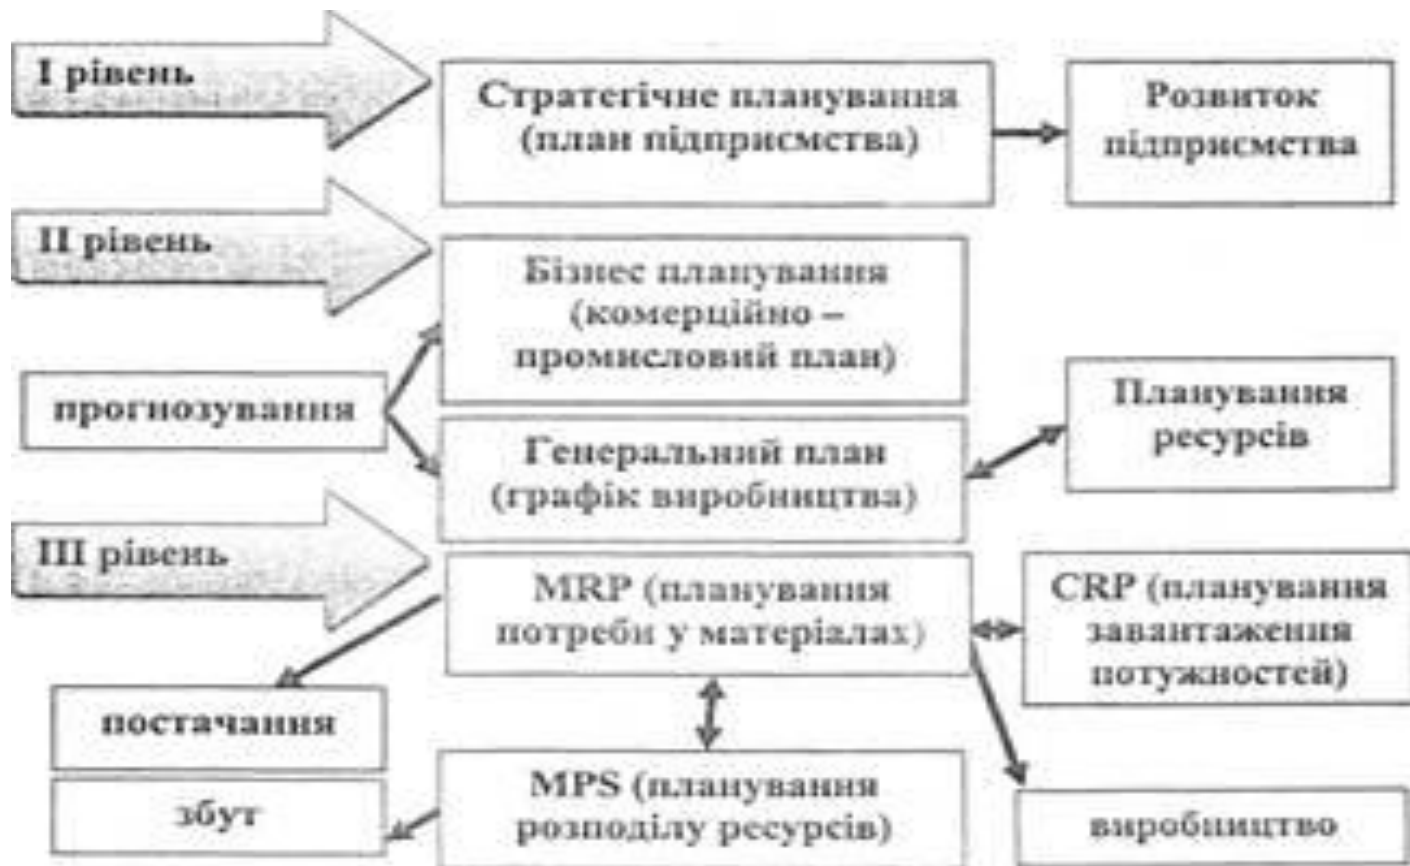 І рівень
Стратегічне планування
(план підприємства)
Розвиток
підприємства
ІІ рівень
Бізнес планування
(комерційно –
промисловий план)
прогнозування
Генеральний план
(графік виробництва)
Планування
ресурсів
ІІІ рівень
MRP (планування
потреби у матеріалах)
CRP (планування
завантаження
потужностей)
постачання
збут
MPS (планування
розподілу ресурсів)
виробництво